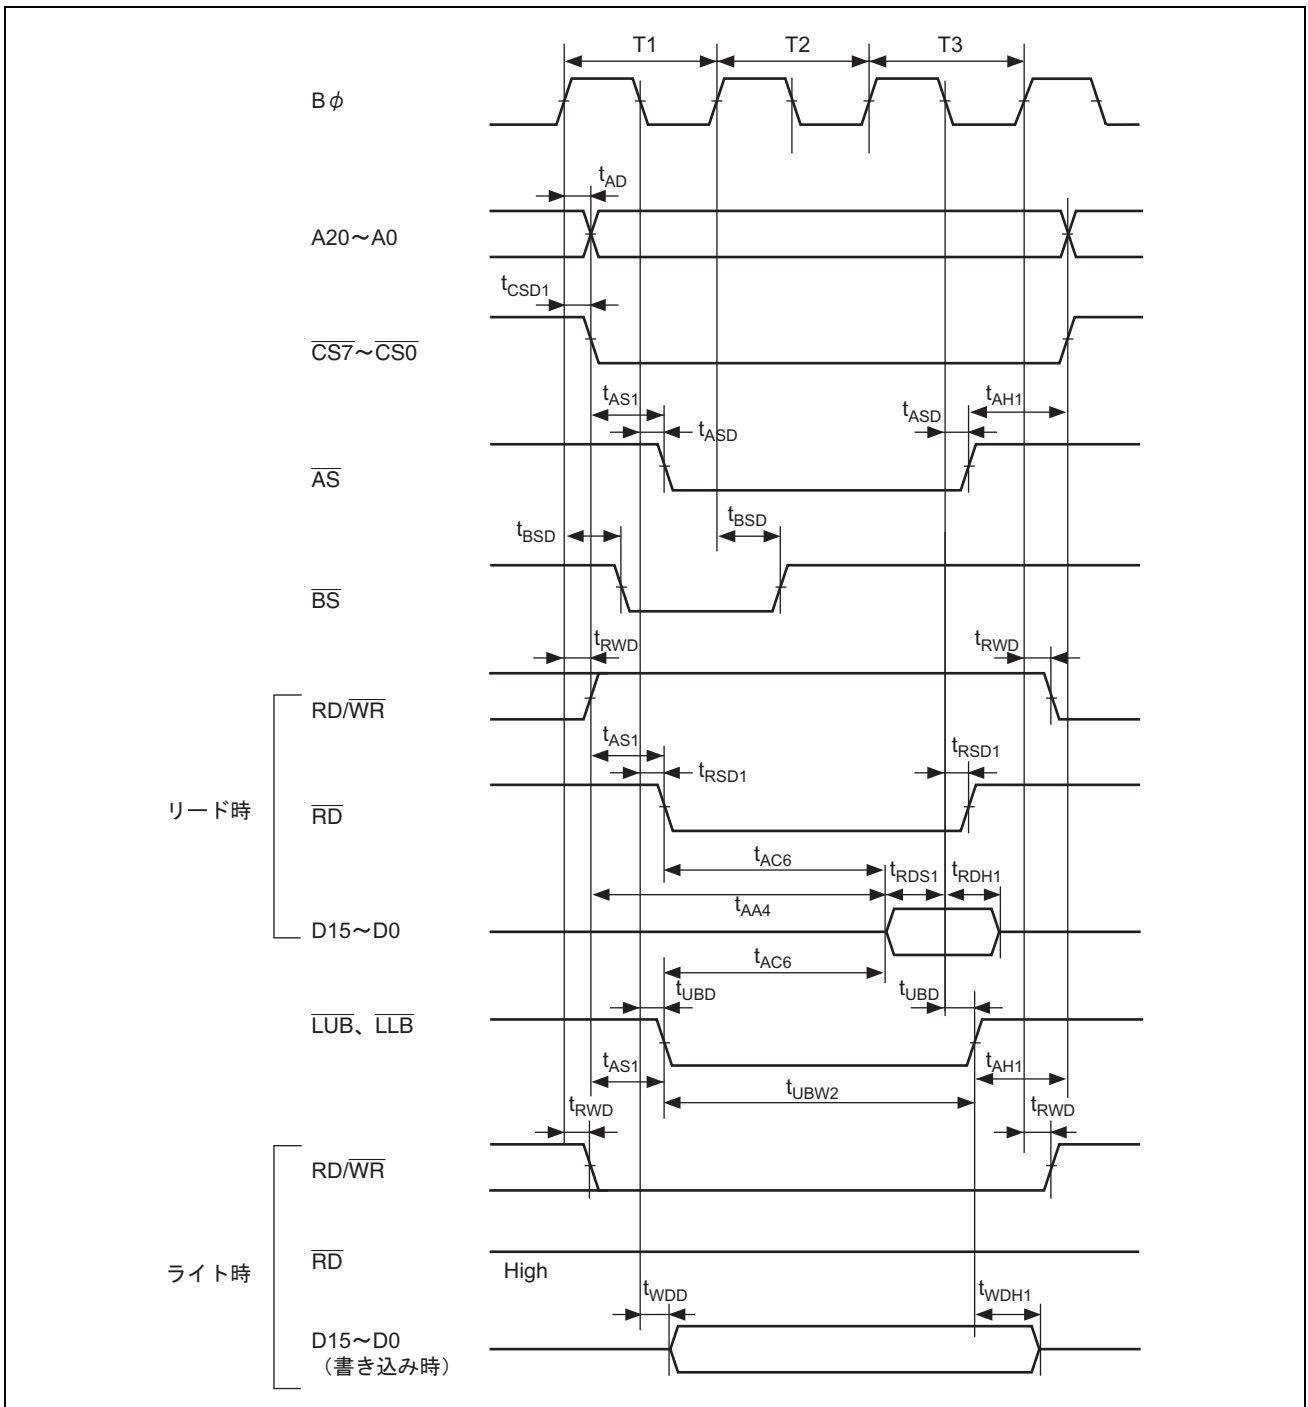 T1 T2 T3
Bφ
tAD
A20～A0
tCSD1
CS7～CS0
tAS1 tASD tASD tAH1
AS
tBSD tBSD
BS
tRWD tRWD
RD/WR
tAS1 tRSD1 tRSD1
リード時
RD
tAC6 tRDS1 tRDH1
tAA4
D15～D0
tAC6
tUBD tUBD
LUB、LLB
tAS1 tUBW2 tAH1
tRWD tRWD
RD/WR
ライト時
RD
High
tWDD tWDH1
D15～D0
（書き込み時）